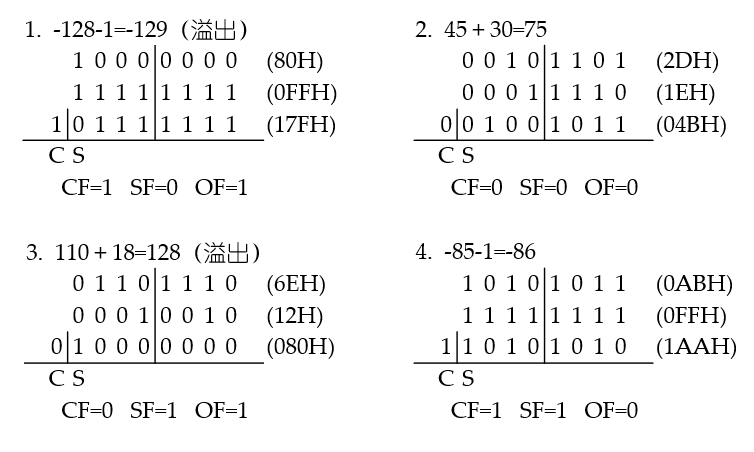 1. -128-1=-129（溢出）
1 0 0 0 0 0 0 0 (80H)
1 1 1 1 1 1 1 1 (0FFH)
1 0 1 1 1 1 1 1 1 (17FH)
C S
CF=1 SF=0 OF=1
2. 45＋30=75
0 0 1 0 1 1 0 1 (2DH)
0 0 0 1 1 1 1 0 (1EH)
0 0 1 0 0 1 0 1 1 (04BH)
C S
CF=0 SF=0 OF=0
3. 110＋18=128（溢出）
0 1 1 0 1 1 1 0 (6EH)
0 0 0 1 0 0 1 0 (12H)
0 1 0 0 0 0 0 0 0 (080H)
C S
CF=0 SF=1 OF=1
4. -85-1=-86
1 0 1 0 1 0 1 1 (0ABH)
1 1 1 1 1 1 1 1 (0FFH)
1 1 0 1 0 1 0 1 0 (1AAH)
C S
CF=1 SF=1 OF=0